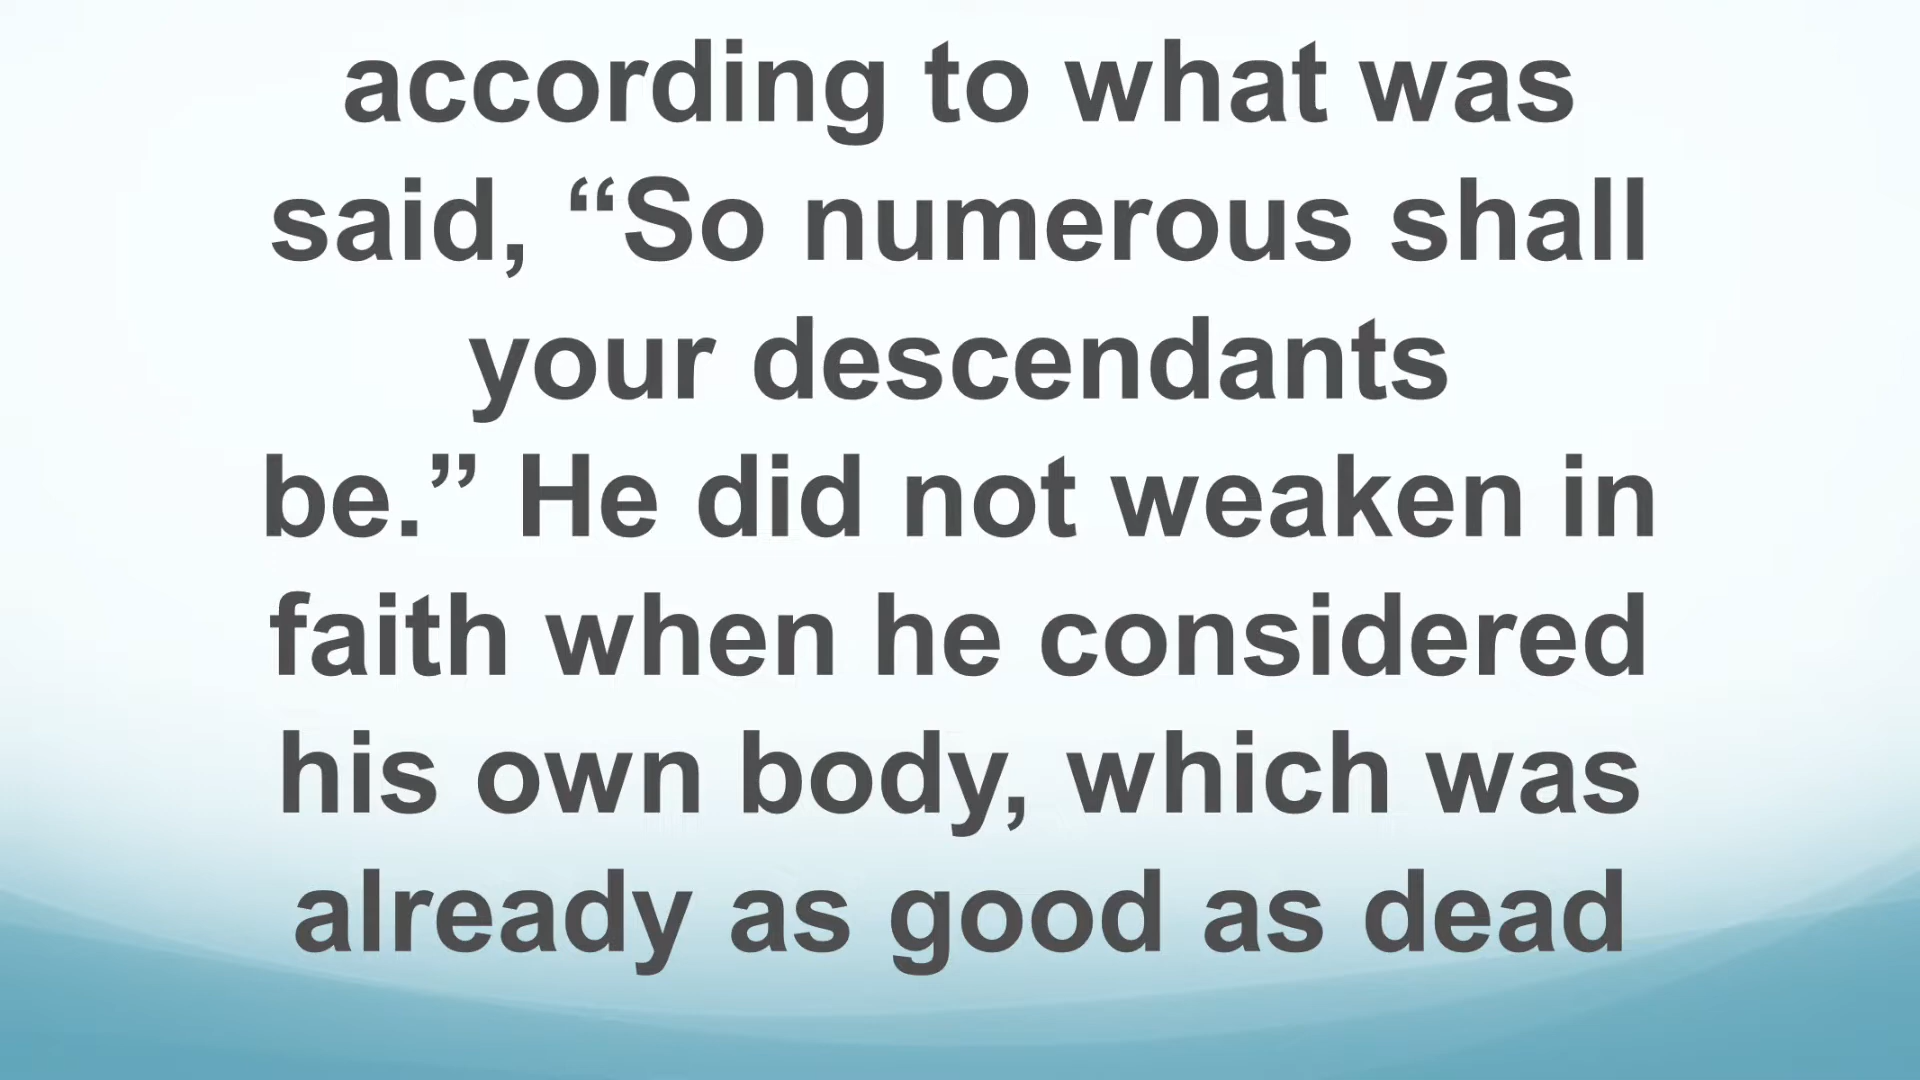 according to what was
said, “So numerous shall
your descendants
be.” He did not weaken in
faith when he considered
his own body, which was
already as good as dead